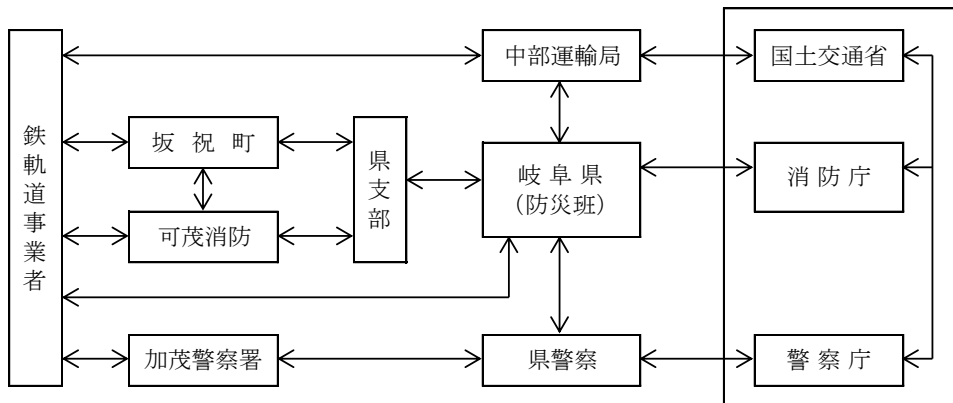 鉄軌道事業者
中部運輸局
国土交通省
坂祝町
県支部
岐阜県
(防災班)
消防庁
可茂消防
加茂警察署
県警察
警察庁